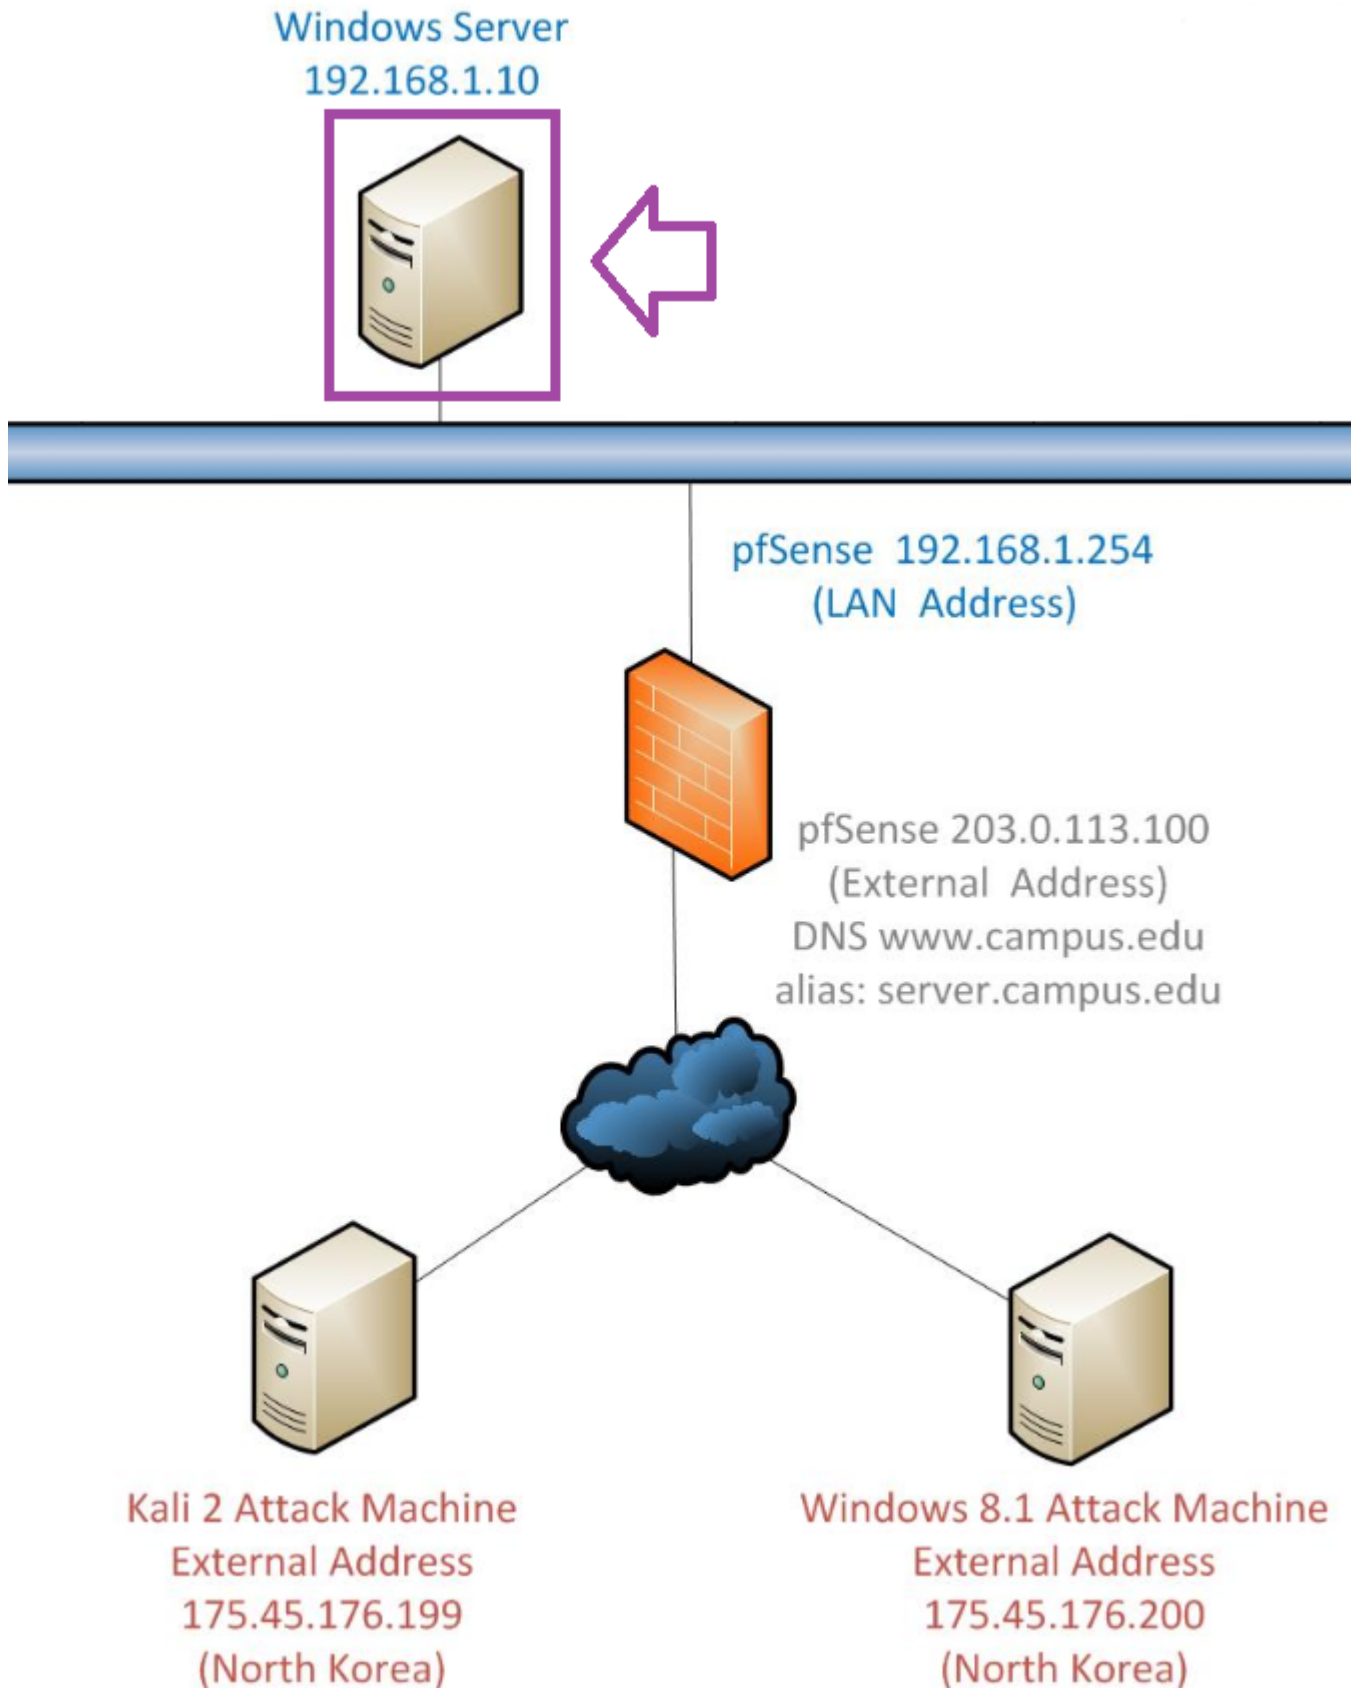 Windows Server
192.168.1.10
pfSense 192.168.1.254
(LAN Address)
pfSense 203.0.113.100
(External Address)
DNS www.campus.edu
alias: server.campus.edu
Kali 2 Attack Machine
External Address
175.45.176.199
(North Korea)
Windows 8.1 Attack Machine
External Address
175.45.176.200
(North Korea)